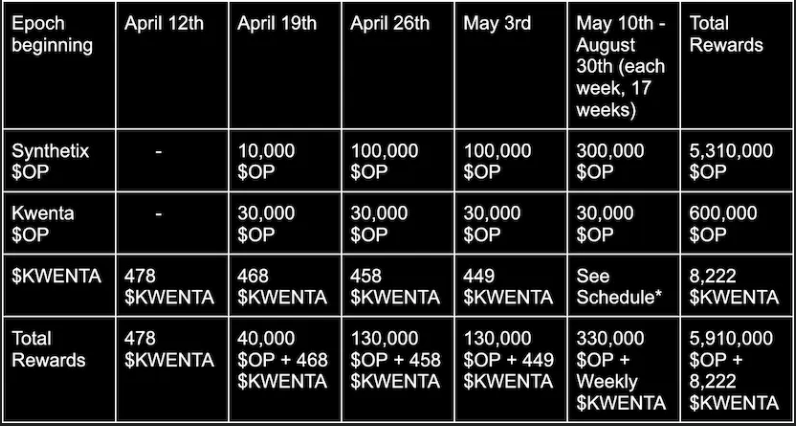 Epoch beginning | April 12th | April 19th | April 26th | May 3rd | May 10th - August 30th (each week, 17 weeks) | Total Rewards
Synthetix $OP | - | 10,000 $OP | 100,000 $OP | 100,000 $OP | 300,000 $OP | 5,310,000 $OP
Kwenta $OP | - | 30,000 $OP | 30,000 $OP | 30,000 $OP | 30,000 $OP | 600,000 $OP
$KWENTA | 478 $KWENTA | 468 $KWENTA | 458 $KWENTA | 449 $KWENTA | See Schedule* | 8,222 $KWENTA
Total Rewards | 478 $KWENTA | 40,000 $OP + 468 $KWENTA | 130,000 $OP + 458 $KWENTA | 130,000 $OP + 449 $KWENTA | 330,000 $OP + Weekly $KWENTA | 5,910,000 $OP + 8,222 $KWENTA